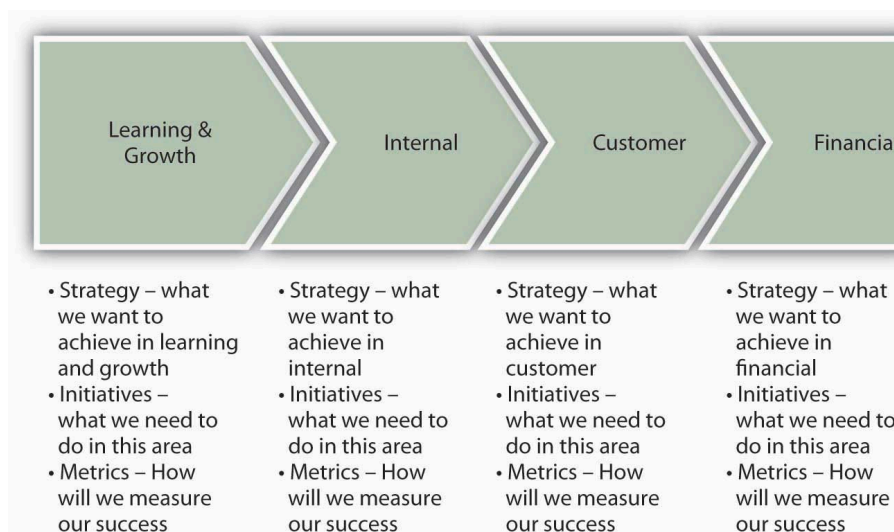 Learning &
Growth
Internal
Customer
Financia
• Strategy – what
we want to
achieve in learning
and growth
• Initiatives –
what we need to
do in this area
• Metrics – How
will we measure
our success
• Strategy – what
we want to
achieve in
internal
• Initiatives –
what we need to
do in this area
• Metrics – How
will we measure
our success
• Strategy – what
we want to
achieve in
customer
• Initiatives –
what we need to
do in this area
• Metrics – How
will we measure
our success
• Strategy – what
we want to
achieve in
financial
• Initiatives –
what we need to
do in this area
• Metrics – How
will we measure
our success